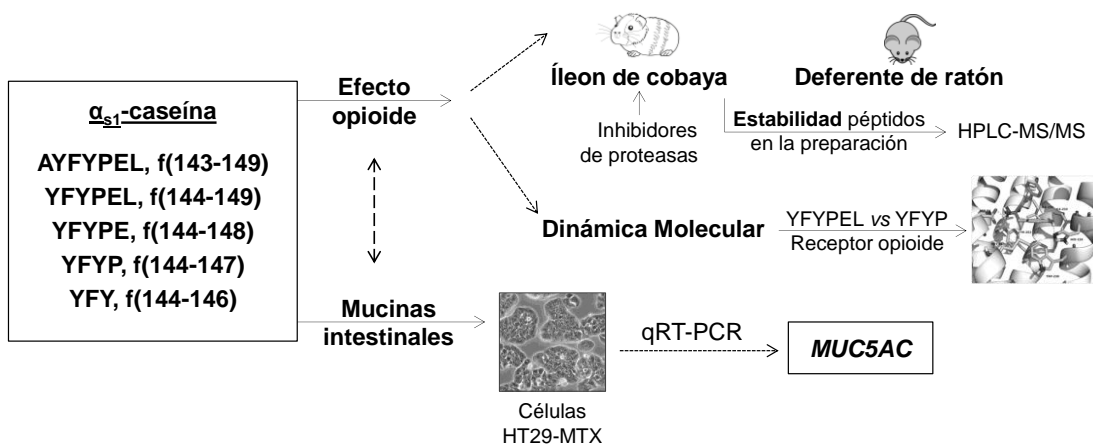 α_s1-caseína
AYFYPEL, f(143-149)
YFYPEL, f(144-149)
YFYPE, f(144-148)
YFYP, f(144-147)
YFY, f(144-146)
Efecto
opioide
Íleon de cobaya
Deferente de ratón
Inhibidores
de proteasas
Estabilidad péptidos
en la preparación
HPLC-MS/MS
Dinámica Molecular
YFYPEL vs YFYP
Receptor opioide
Mucinas
intestinales
Células
HT29-MTX
qRT-PCR
MUC5AC